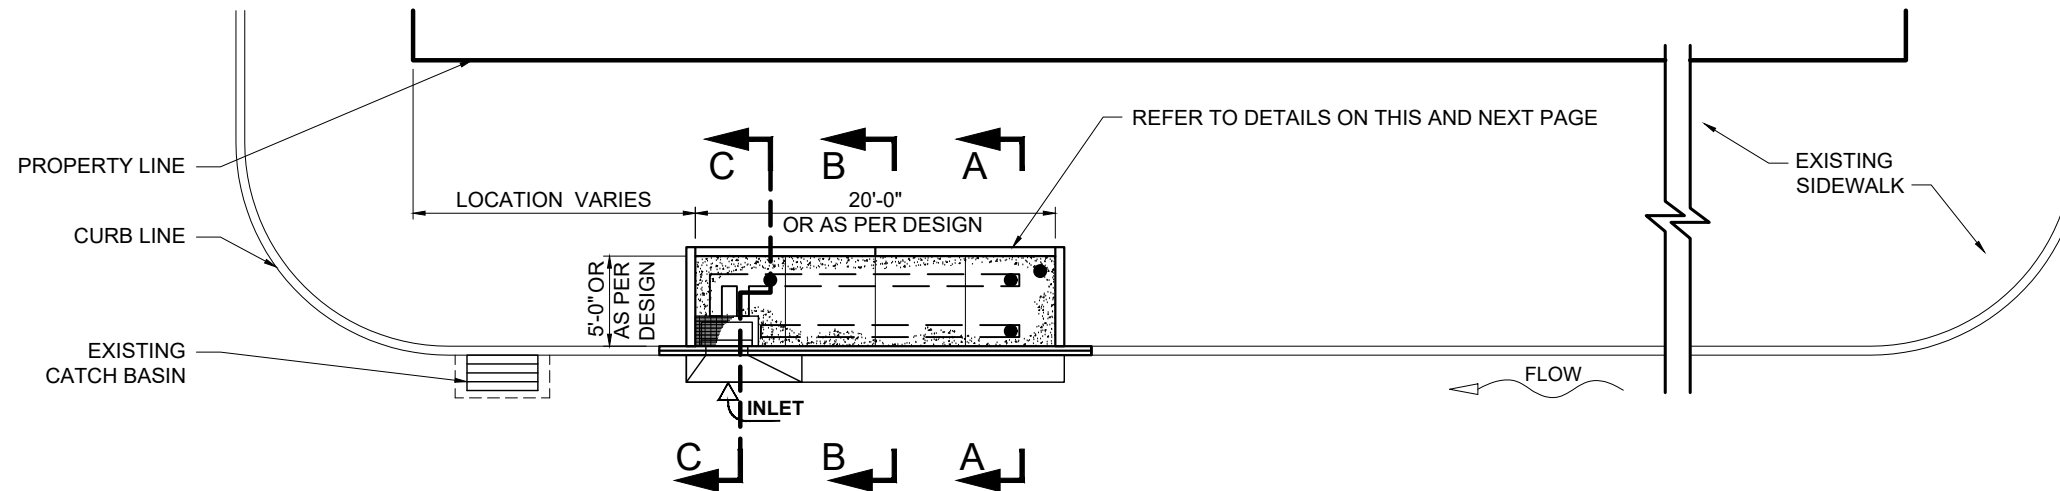 REFER TO DETAILS ON THIS AND NEXT PAGE
PROPERTY LINE
C
B
A
EXISTING
SIDEWALK
LOCATION VARIES
20'-0"
OR AS PER DESIGN
CURB LINE
5'-0" OR
AS PER
DESIGN
EXISTING
CATCH BASIN
FLOW
INLET
C
B
A